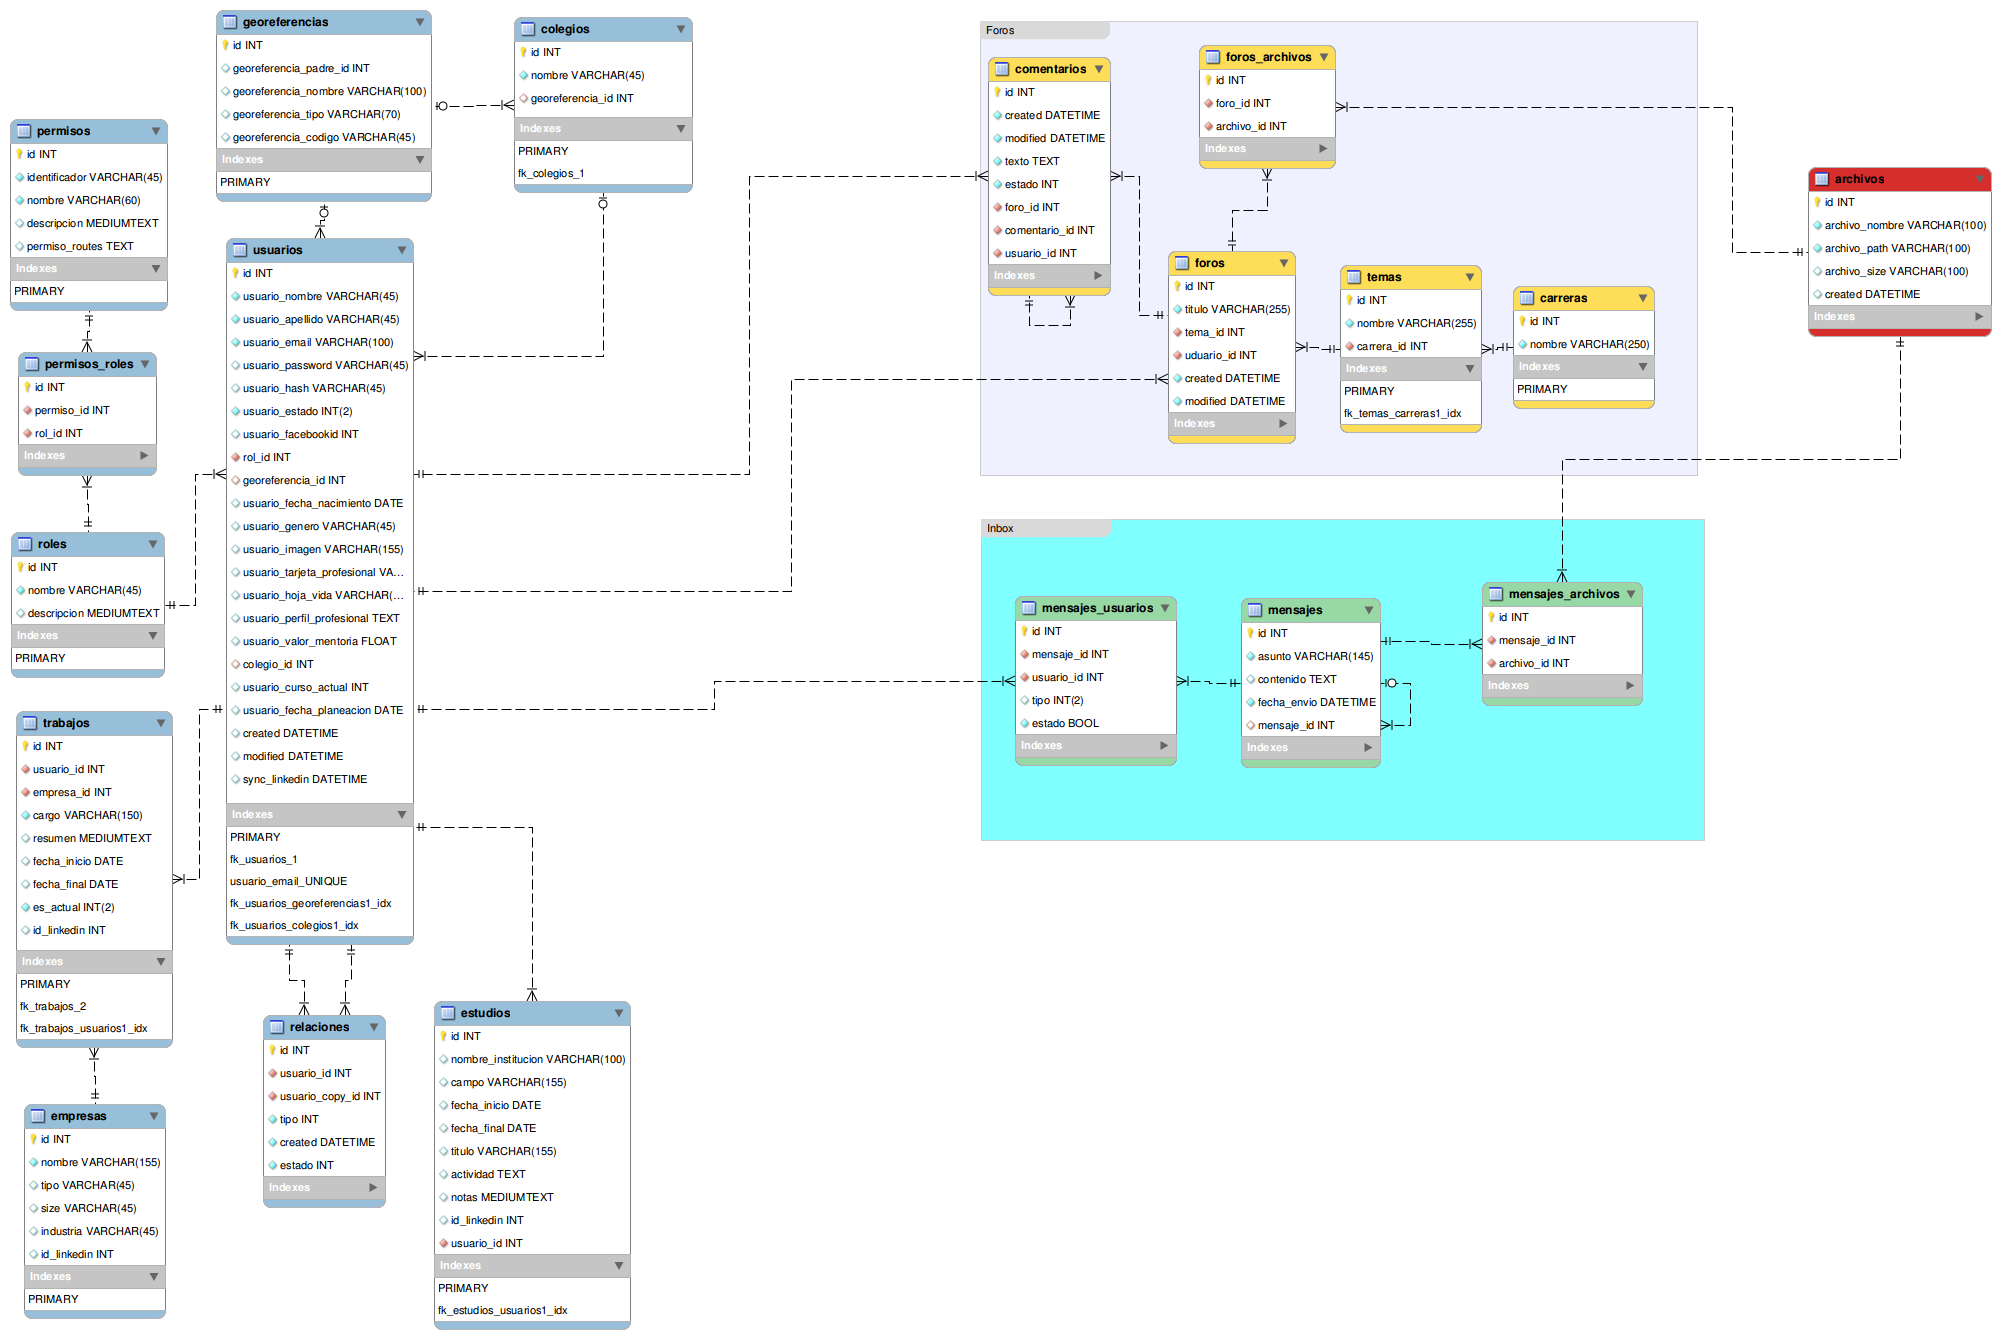 georeferencias
id INT
georeferencia_padre_id INT
georeferencia_nombre VARCHAR(100)
georeferencia_tipo VARCHAR(70)
georeferencia_codigo VARCHAR(45)
Indexes
PRIMARY
colegios
id INT
nombre VARCHAR(45)
georeferencia_id INT
Indexes
PRIMARY
fk_colegios_1
permisos
id INT
identificador VARCHAR(45)
nombre VARCHAR(60)
descripcion MEDIUMTEXT
permiso_routes TEXT
Indexes
PRIMARY
permisos_roles
id INT
permiso_id INT
rol_id INT
Indexes
roles
id INT
nombre VARCHAR(45)
descripcion MEDIUMTEXT
Indexes
PRIMARY
usuarios
id INT
usuario_nombre VARCHAR(45)
usuario_apellido VARCHAR(45)
usuario_email VARCHAR(100)
usuario_password VARCHAR(45)
usuario_hash VARCHAR(45)
usuario_estado INT(2)
usuario_facebookid INT
rol_id INT
georeferencia_id INT
usuario_fecha_nacimiento DATE
usuario_genero VARCHAR(45)
usuario_imagen VARCHAR(155)
usuario_tarjeta_profesional VA...
usuario_hoja_vida VARCHAR(...
usuario_perfil_profesional TEXT
usuario_valor_mentoria FLOAT
colegio_id INT
usuario_curso_actual INT
usuario_fecha_planeacion DATE
created DATETIME
modified DATETIME
sync_linkedin DATETIME
Indexes
PRIMARY
fk_usuarios_1
usuario_email_UNIQUE
fk_usuarios_georeferencias1_idx
fk_usuarios_colegios1_idx
trabajos
id INT
usuario_id INT
empresa_id INT
cargo VARCHAR(150)
resumen MEDIUMTEXT
fecha_inicio DATE
fecha_final DATE
es_actual INT(2)
id_linkedin INT
Indexes
PRIMARY
fk_trabajos_2
fk_trabajos_usuarios1_idx
empresas
id INT
nombre VARCHAR(155)
tipo VARCHAR(45)
size VARCHAR(45)
industria VARCHAR(45)
id_linkedin INT
Indexes
PRIMARY
relaciones
id INT
usuario_id INT
usuario_copy_id INT
tipo INT
created DATETIME
estado INT
Indexes
estudios
id INT
nombre_institucion VARCHAR(100)
campo VARCHAR(155)
fecha_inicio DATE
fecha_final DATE
titulo VARCHAR(155)
actividad TEXT
notas MEDIUMTEXT
id_linkedin INT
usuario_id INT
Indexes
PRIMARY
fk_estudios_usuarios1_idx
Foros
comentarios
id INT
created DATETIME
modified DATETIME
texto TEXT
estado INT
foro_id INT
comentario_id INT
usuario_id INT
Indexes
foros_archivos
id INT
foro_id INT
archivo_id INT
Indexes
foros
id INT
titulo VARCHAR(255)
tema_id INT
uduario_id INT
created DATETIME
modified DATETIME
Indexes
temas
id INT
nombre VARCHAR(255)
carrera_id INT
Indexes
PRIMARY
fk_temas_carreras1_idx
carreras
id INT
nombre VARCHAR(250)
Indexes
PRIMARY
archivos
id INT
archivo_nombre VARCHAR(100)
archivo_path VARCHAR(100)
archivo_size VARCHAR(100)
created DATETIME
Indexes
Inbox
mensajes_usuarios
id INT
mensaje_id INT
usuario_id INT
tipo INT(2)
estado BOOL
Indexes
mensajes
id INT
asunto VARCHAR(145)
contenido TEXT
fecha_envio DATETIME
mensaje_id INT
Indexes
mensajes_archivos
id INT
mensaje_id INT
archivo_id INT
Indexes